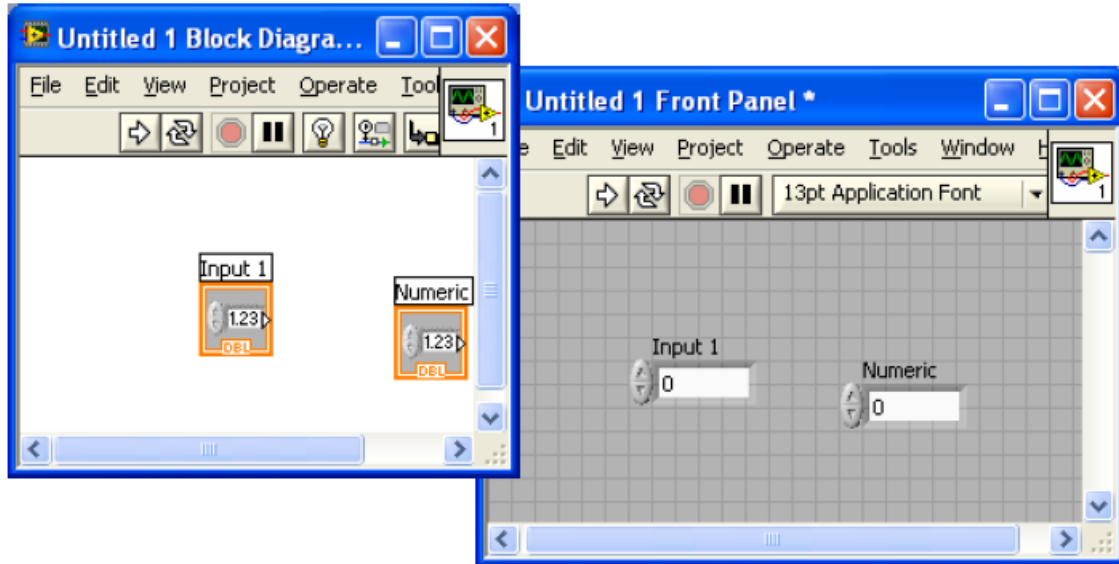 Untitled 1 Block Diagra...
File Edit View Project Operate Tool
1
Input 1
1.23
DBL
Numeric
1.23
DBL
Untitled 1 Front Panel *
e Edit View Project Operate Tools Window H
13pt Application Font
1
Input 1
0
Numeric
0